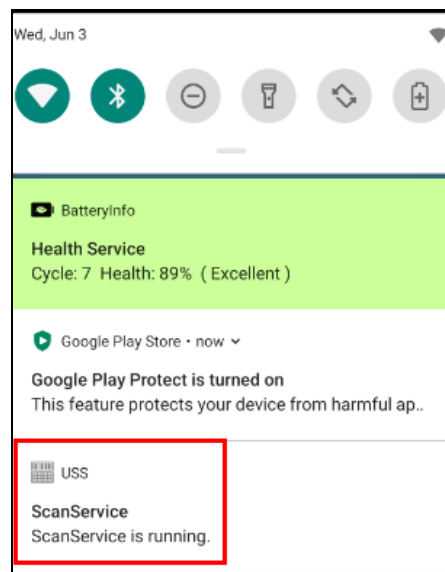 Wed, Jun 3
BatteryInfo
Health Service
Cycle: 7 Health: 89% ( Excellent )
Google Play Store • now
Google Play Protect is turned on
This feature protects your device from harmful ap..
USS
ScanService
ScanService is running.